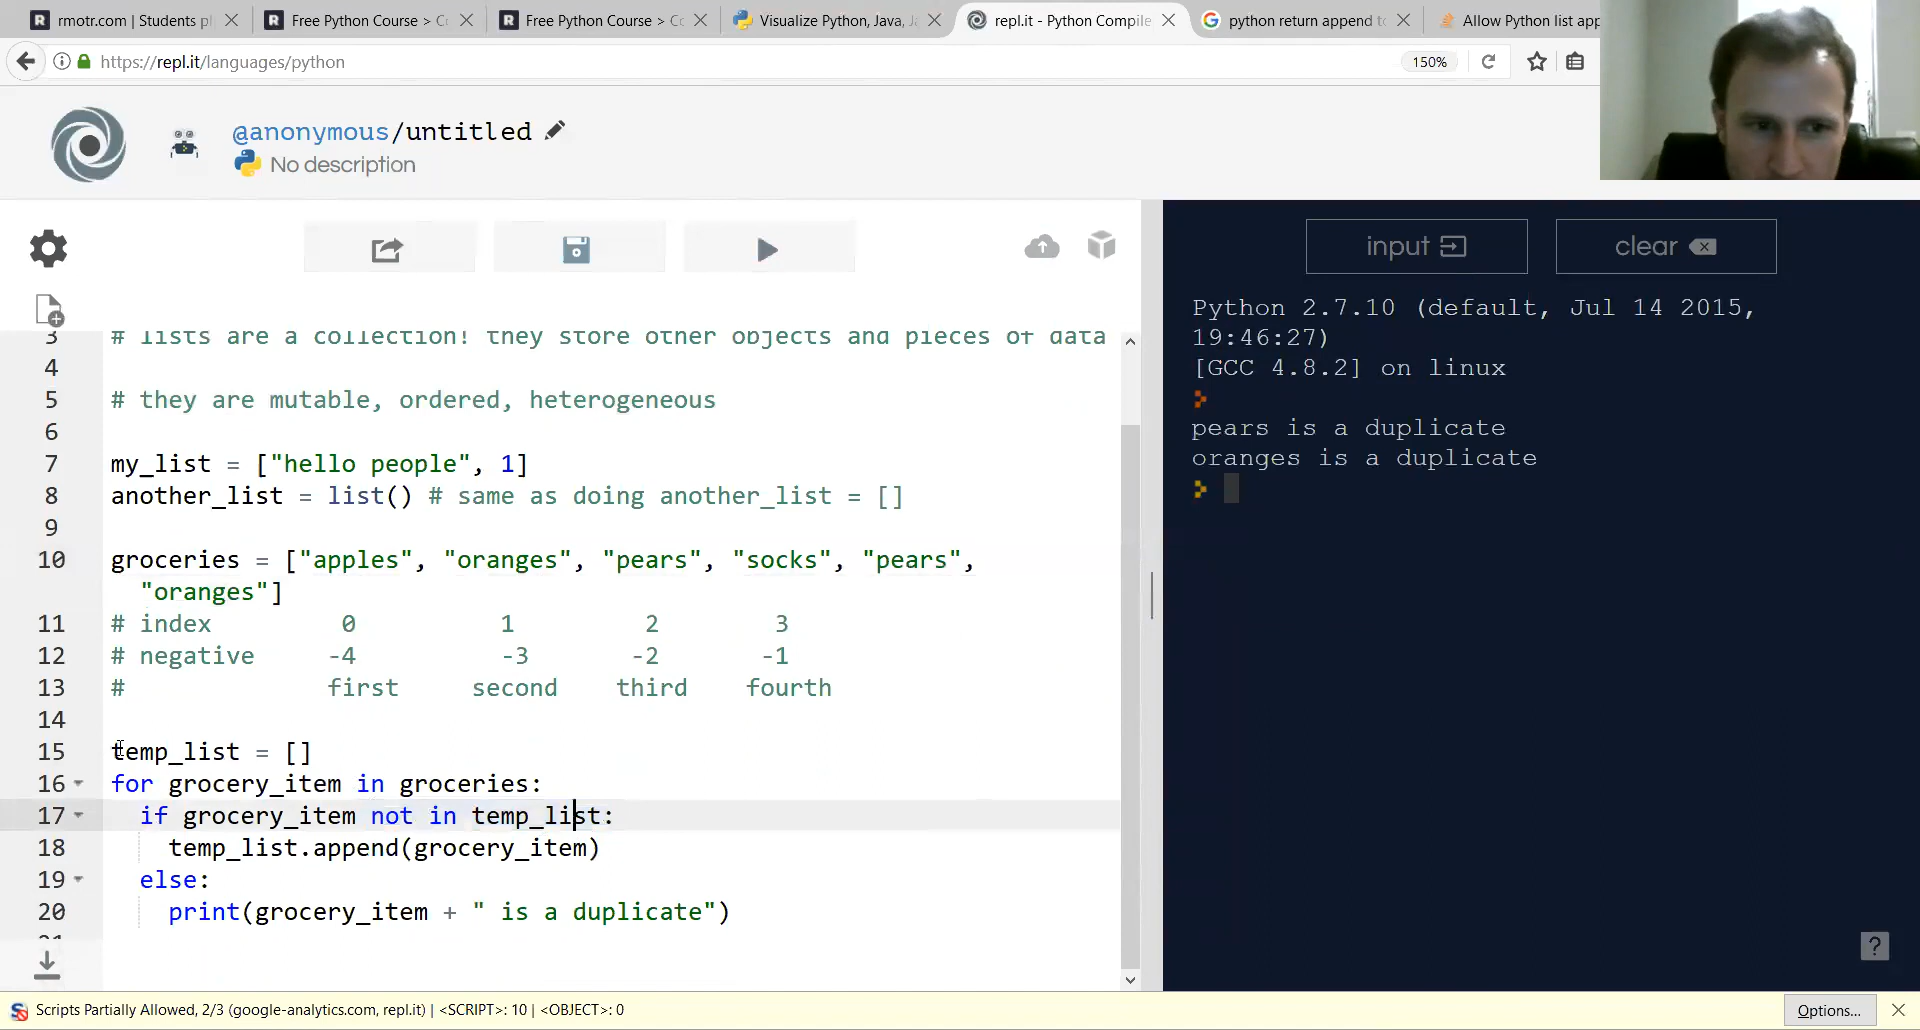 rmotr.com | Students pl
Free Python Course > Co
Free Python Course > Co
Visualize Python, Java, J
repl.it - Python Compile
python return append to
Allow Python list app
https://repl.it/languages/python
150%
@anonymous/untitled
No description
input
clear
3 # lists are a collection! they store other objects and pieces of data
4
5 # they are mutable, ordered, heterogeneous
6
7 my_list = ["hello people", 1]
8 another_list = list() # same as doing another_list = []
9
10 groceries = ["apples", "oranges", "pears", "socks", "pears",
"oranges"]
11 # index 0 1 2 3
12 # negative -4 -3 -2 -1
13 # first second third fourth
14
15 temp_list = []
16 for grocery_item in groceries:
17 if grocery_item not in temp_list:
18 temp_list.append(grocery_item)
19 else:
20 print(grocery_item + " is a duplicate")
21
Python 2.7.10 (default, Jul 14 2015,
19:46:27)
[GCC 4.8.2] on linux
pears is a duplicate
oranges is a duplicate
?
Scripts Partially Allowed, 2/3 (google-analytics.com, repl.it) | <SCRIPT>: 10 | <OBJECT>: 0
Options...